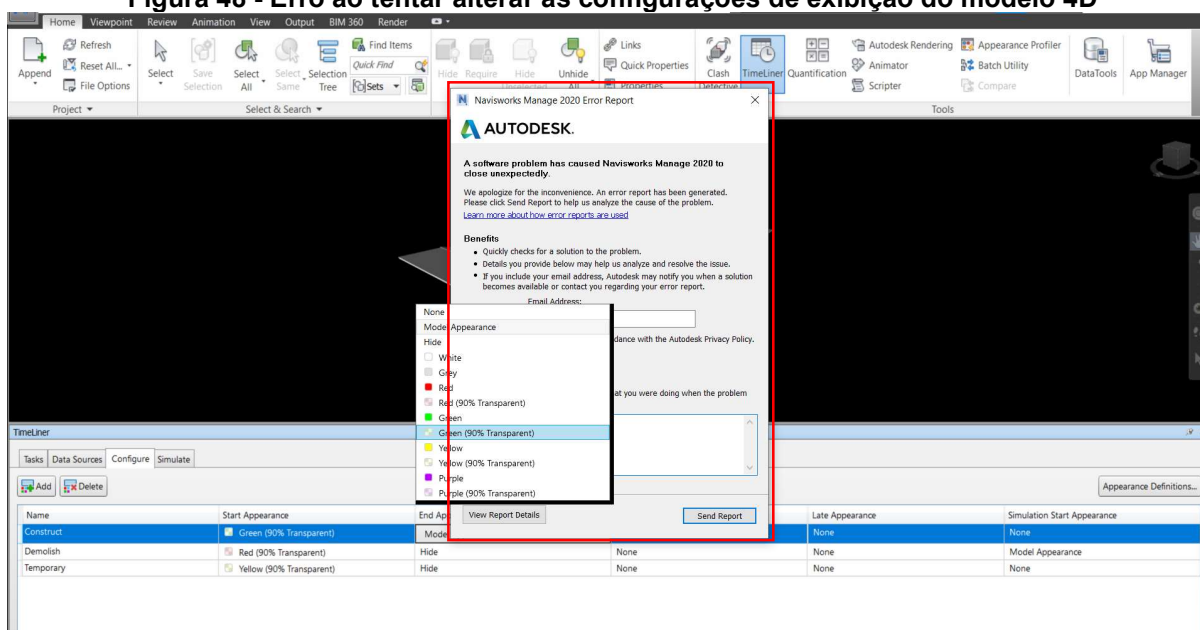 Figura 48 - Erro ao tentar alterar as configurações de exibição do modelo 4D
Home Viewpoint Review Animation View Output BIM 360 Render
Append
Refresh
Reset All...
File Options
Project
Select
Save Selection
Select All
Select Same
Selection Tree
Find Items
Quick Find
Sets
Select & Search
Hide
Require
Hide Unselected
Unhide All
Links
Quick Properties
Properties
Clash Detective
TimeLiner
Quantification
Autodesk Rendering
Animator
Scripter
Appearance Profiler
Batch Utility
Compare
DataTools
App Manager
Tools
Navisworks Manage 2020 Error Report
AUTODESK.
A software problem has caused Navisworks Manage 2020 to
close unexpectedly.
We apologize for the inconvenience. An error report has been generated.
Please click Send Report to help us analyze the cause of the problem.
Learn more about how error reports are used
Benefits
Quickly checks for a solution to the problem.
Details you provide below may help us analyze and resolve the issue.
If you include your email address, Autodesk may notify you when a solution
becomes available or contact you regarding your error report.
Email Address:
dance with the Autodesk Privacy Policy.
at you were doing when the problem
View Report Details
Send Report
None
Model Appearance
Hide
White
Grey
Red
Red (90% Transparent)
Green
Green (90% Transparent)
Yellow
Yellow (90% Transparent)
Purple
Purple (90% Transparent)
TimeLiner
Tasks Data Sources Configure Simulate
Add Delete
Appearance Definitions...
Name Start Appearance End Ap Late Appearance Simulation Start Appearance
Construct Green (90% Transparent) Mode None None
Demolish Red (90% Transparent) Hide None None Model Appearance
Temporary Yellow (90% Transparent) Hide None None None